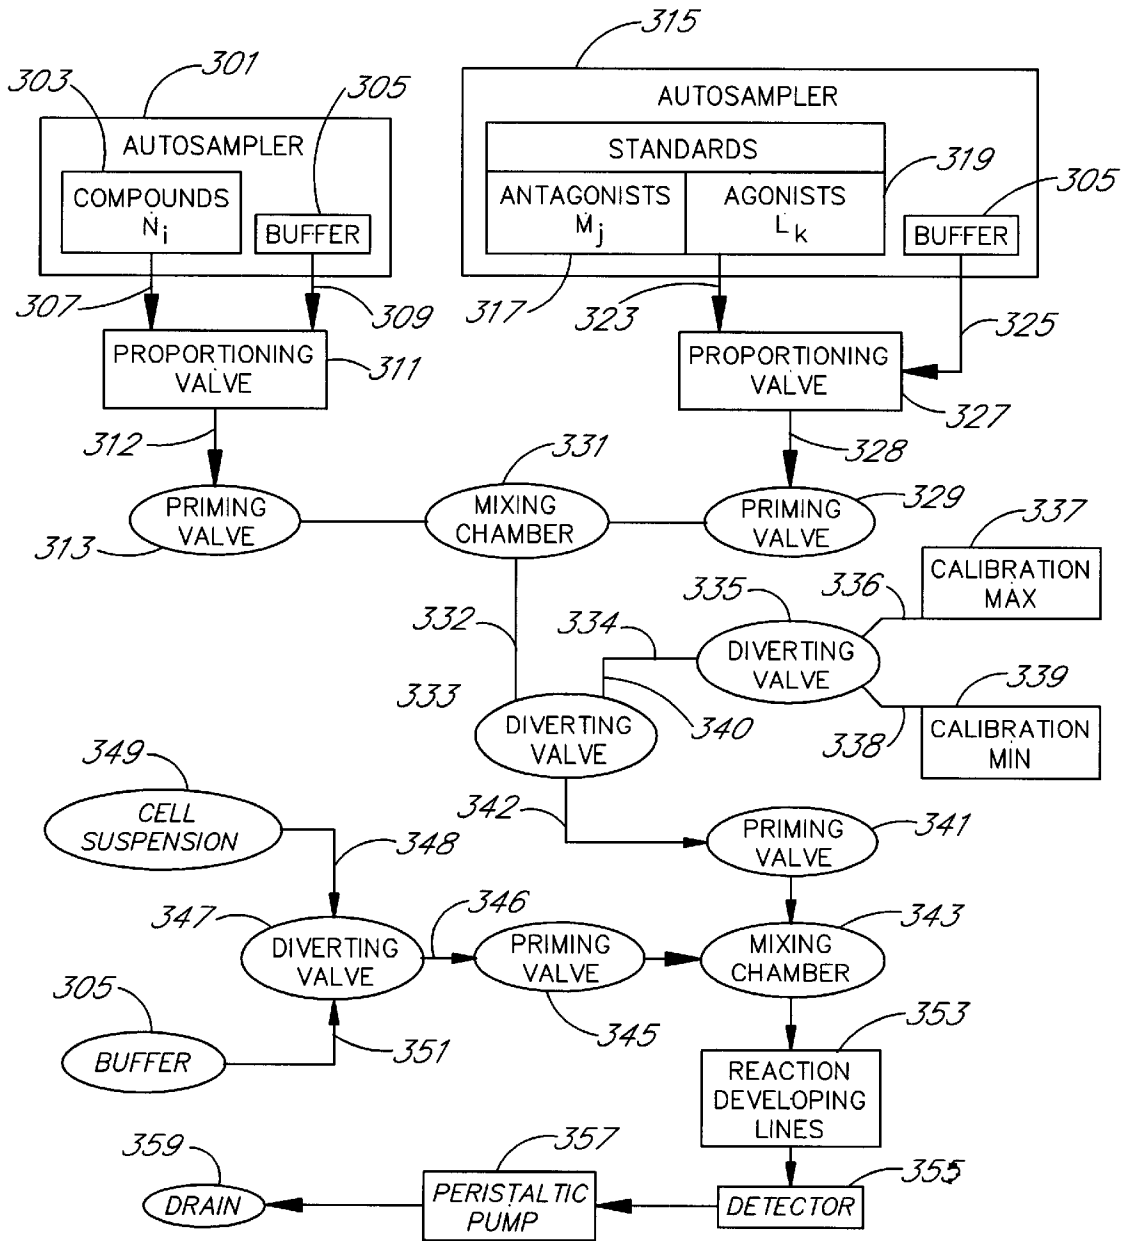 315
301
303
305
AUTOSAMPLER
AUTOSAMPLER
STANDARDS
319
305
COMPOUNDS
Ni
BUFFER
ANTAGONISTS
Mj
AGONISTS
Lk
BUFFER
307
309
317
323
325
PROPORTIONING
VALVE
311
PROPORTIONING
VALVE
327
312
331
328
PRIMING
VALVE
313
MIXING
CHAMBER
PRIMING
VALVE
329
337
332
334
335
336
CALIBRATION
MAX
DIVERTING
VALVE
333
340
339
338
CALIBRATION
MIN
DIVERTING
VALVE
349
342
CELL
SUSPENSION
348
PRIMING
VALVE
341
347
346
343
DIVERTING
VALVE
PRIMING
VALVE
MIXING
CHAMBER
305
351
345
353
BUFFER
REACTION
DEVELOPING
LINES
359
357
355
DRAIN
PERISTALTIC
PUMP
DETECTOR